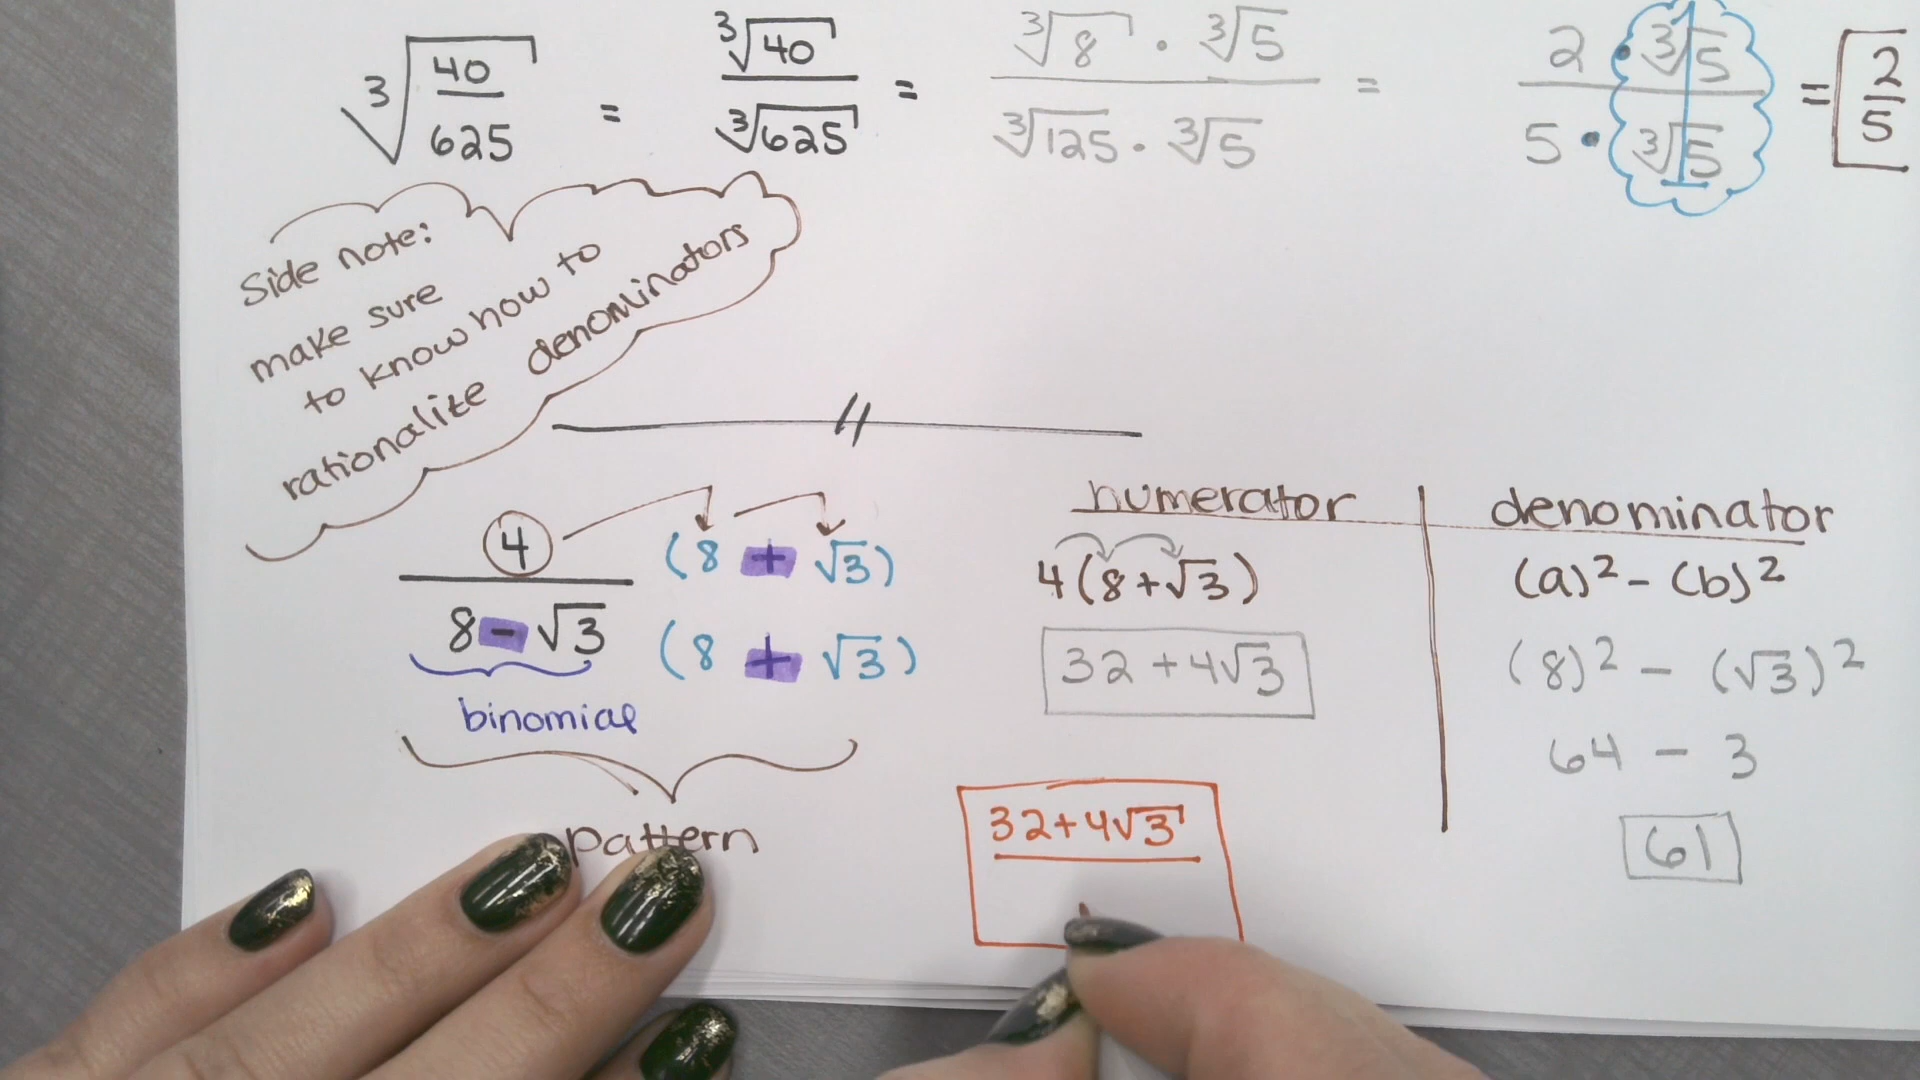 ∛(40/625) = ∛40/∛625 = (∛8 · ∛5)/(∛125 · ∛5) = (2 · ∛5)/(5 · ∛5) = 2/5
Side note:
make sure
to know how to
rationalize denominators
4 (8 + √3)
8 - √3 (8 + √3)
binomial
pattern
numerator
4(8+√3)
32 + 4√3
denominator
(a)² - (b)²
(8)² - (√3)²
64 - 3
61
32+4√3